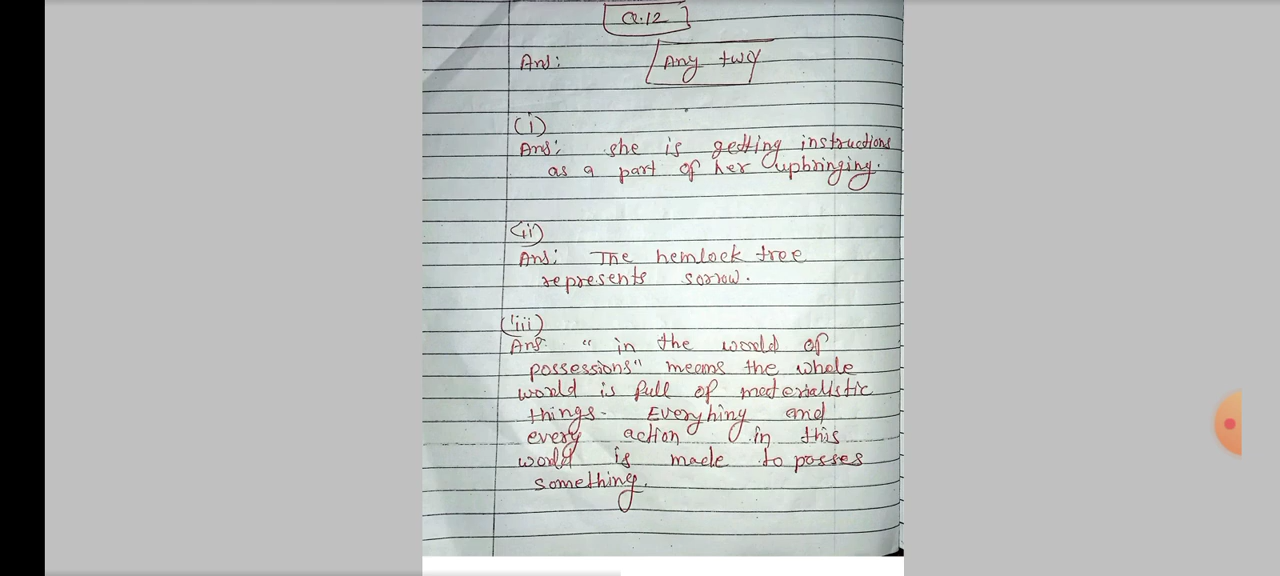 Q.12
Ans: Any two
(i)
Ans: she is getting instructions
as a part of her upbringing.
(ii)
Ans: The hemlock tree
represents sorrow.
(iii)
Ans: "in the world of
possessions" means the whole
world is full of materialistic
things. Everyhing and
every action in this
world is made to posses
something.